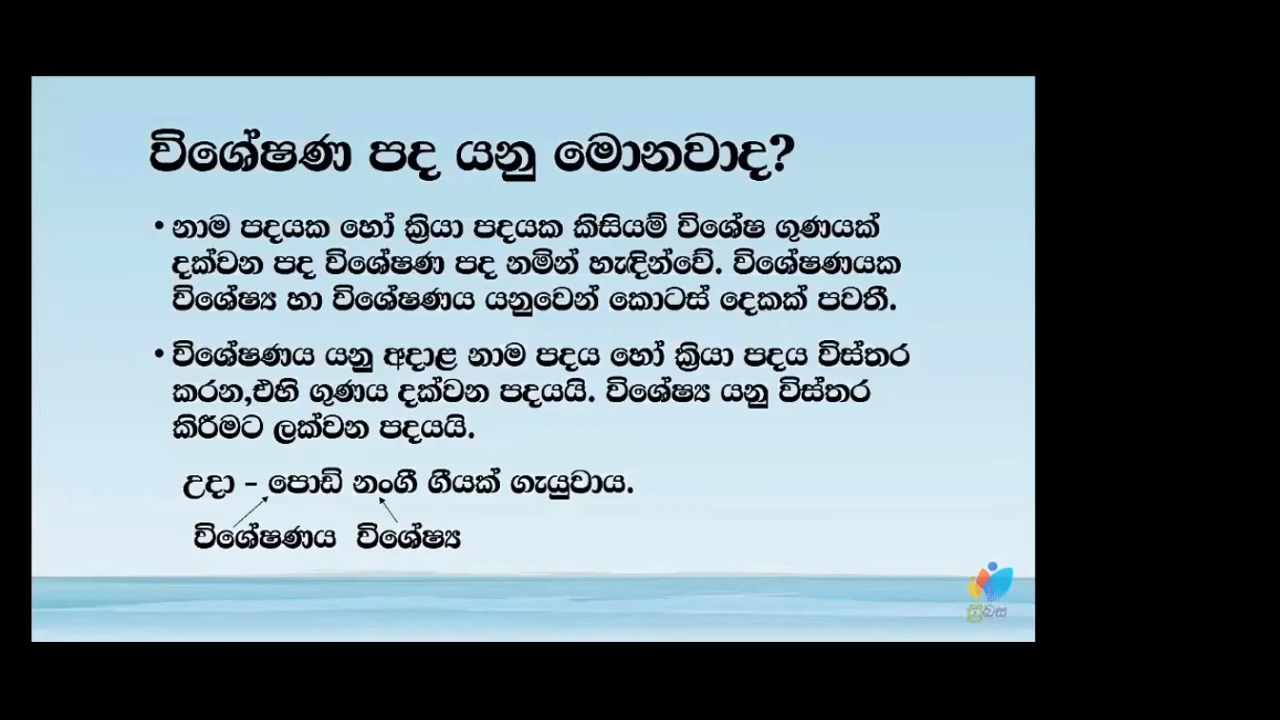 විශේෂණ පද යනු මොනවාද?
• නාම පදයක හෝ ක්‍රියා පදයක කිසියම් විශේෂ ගුණයක්
දක්වන පද විශේෂණ පද නමින් හැඳින්වේ. විශේෂණයක
විශේෂ්‍ය හා විශේෂණය යනුවෙන් කොටස් දෙකක් පවතී.
• විශේෂණය යනු අදාළ නාම පදය හෝ ක්‍රියා පදය විස්තර
කරන,එහි ගුණය දක්වන පදයයි. විශේෂ්‍ය යනු විස්තර
කිරීමට ලක්වන පදයයි.
උදා - පොඩි නංගී ගීයක් ගැයුවාය.
විශේෂණය විශේෂ්‍ය
සුබස